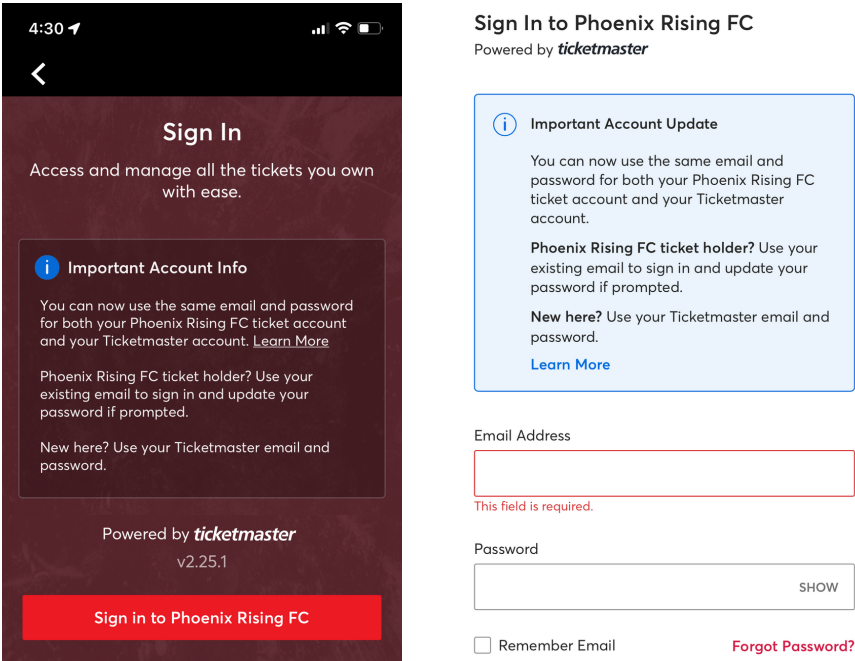 4:30
Sign In
Access and manage all the tickets you own
with ease.
Important Account Info
You can now use the same email and password
for both your Phoenix Rising FC ticket account
and your Ticketmaster account. Learn More
Phoenix Rising FC ticket holder? Use your
existing email to sign in and update your
password if prompted.
New here? Use your Ticketmaster email and
password.
Powered by ticketmaster
v2.25.1
Sign in to Phoenix Rising FC
Sign In to Phoenix Rising FC
Powered by ticketmaster
Important Account Update
You can now use the same email and
password for both your Phoenix Rising FC
ticket account and your Ticketmaster
account.
Phoenix Rising FC ticket holder? Use your
existing email to sign in and update your
password if prompted.
New here? Use your Ticketmaster email and
password.
Learn More
Email Address
This field is required.
Password
SHOW
Remember Email
Forgot Password?